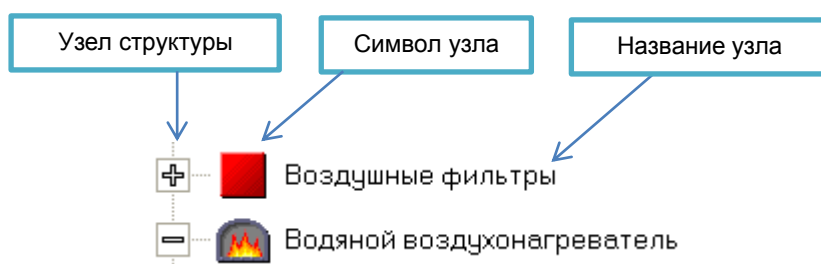 Узел структуры
Символ узла
Название узла
Воздушные фильтры
Водяной воздухонагреватель